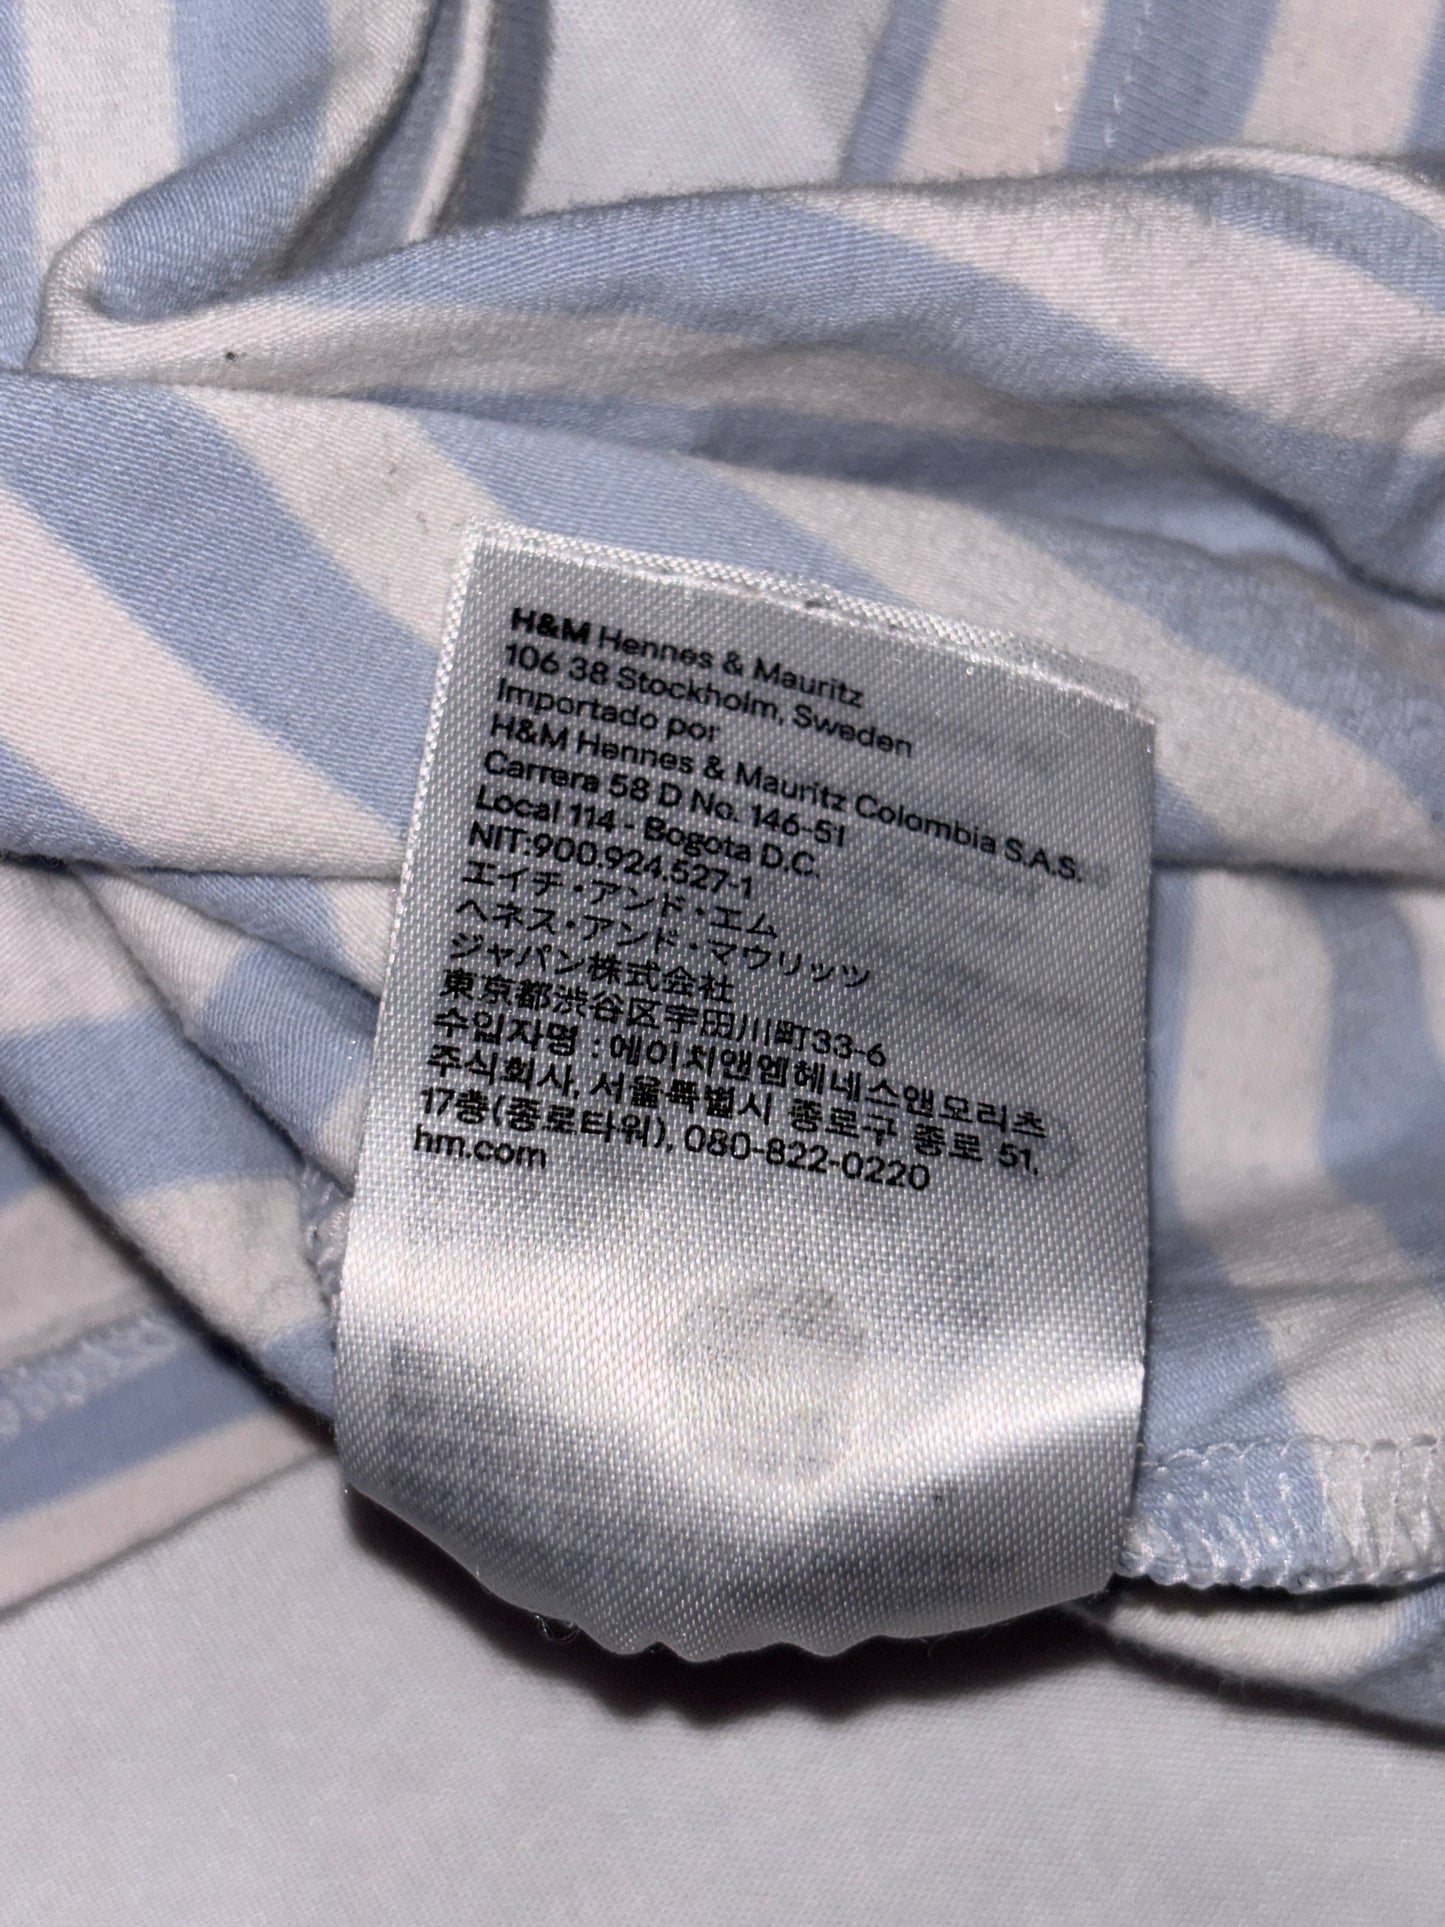 H&M Hennes & Mauritz
106 38 Stockholm, Sweden
Importado por
H&M Hennes & Mauritz Colombia S.A.S.
Carrera 58 D No. 146-51
Local 114 - Bogota D.C.
NIT:900.924.527-1
エイチ・アンド・エム
ヘネス・アンド・マウリッツ
ジャパン株式会社
東京都渋谷区宇田川町33-6
수입자명 : 에이치앤엠헤네스앤모리츠
주식회사, 서울특별시 종로구 종로 51,
17층(종로타워), 080-822-0220
hm.com